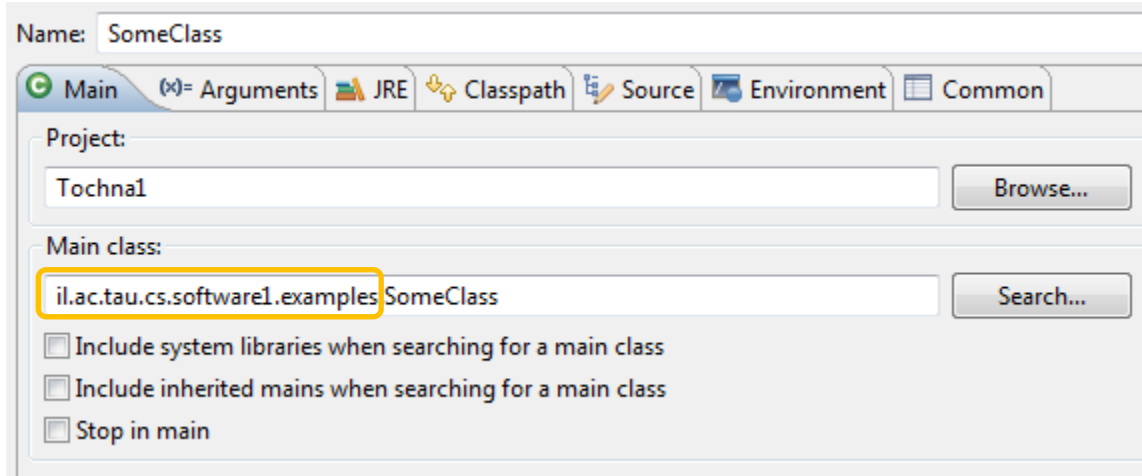 Name: SomeClass
Main (x)= Arguments JRE Classpath Source Environment Common
Project:
Tochna1 Browse...
Main class:
il.ac.tau.cs.software1.examples.SomeClass Search...
Include system libraries when searching for a main class
Include inherited mains when searching for a main class
Stop in main